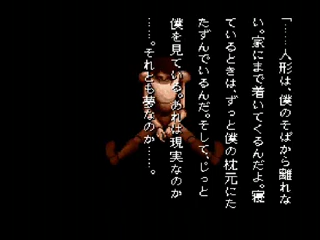 「……人形は、僕のそばから離れな
い。家にまで着いてくるんだよ。寝
ているときは、ずっと僕の枕元にた
たずんでいるんだ。そして、じっと
僕を見ている。あれは現実なのか
……。それとも夢なのか……。